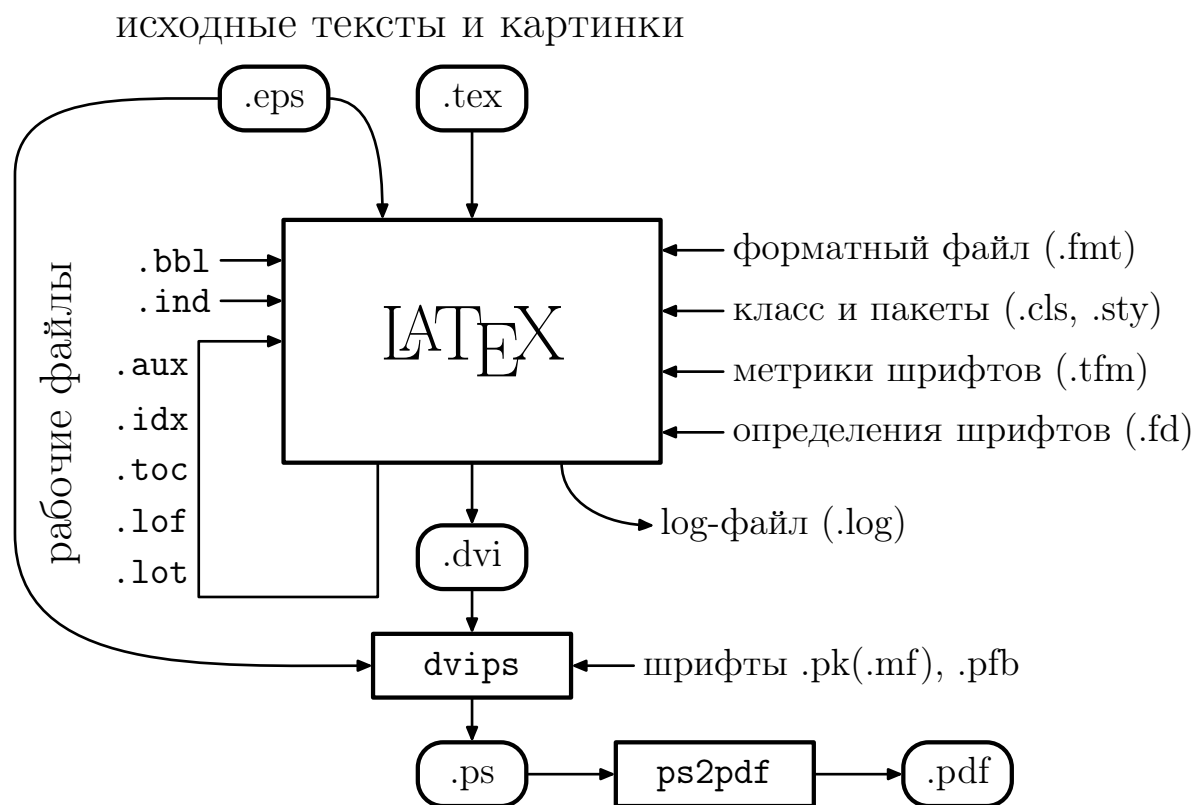 исходные тексты и картинки
.eps
.tex
рабочие файлы
.bbl
.ind
.aux
.idx
.toc
.lof
.lot
LATEX
форматный файл (.fmt)
класс и пакеты (.cls, .sty)
метрики шрифтов (.tfm)
определения шрифтов (.fd)
log-файл (.log)
.dvi
dvips
шрифты .pk(.mf), .pfb
.ps
ps2pdf
.pdf